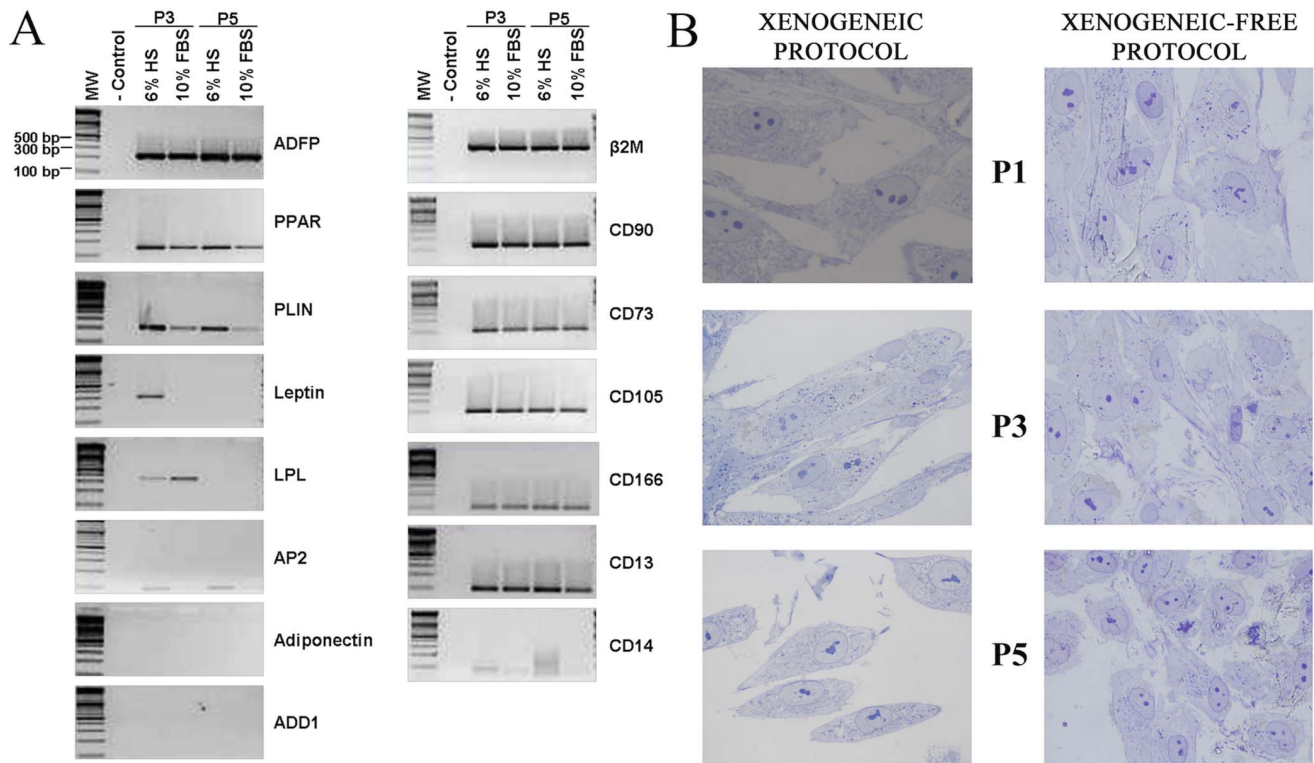 A
P3
P5
MW
- Control
6% HS
10% FBS
6% HS
10% FBS
500 bp
300 bp
100 bp
ADFP
PPAR
PLIN
Leptin
LPL
AP2
Adiponectin
ADD1
P3
P5
MW
- Control
6% HS
10% FBS
6% HS
10% FBS
β2M
CD90
CD73
CD105
CD166
CD13
CD14
B
XENOGENEIC
PROTOCOL
XENOGENEIC-FREE
PROTOCOL
P1
P3
P5